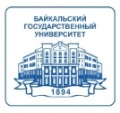 БАЙКАЛЬСКИЙ
ГОСУДАРСТВЕННЫЙ
УНИВЕРСИТЕТ
1894